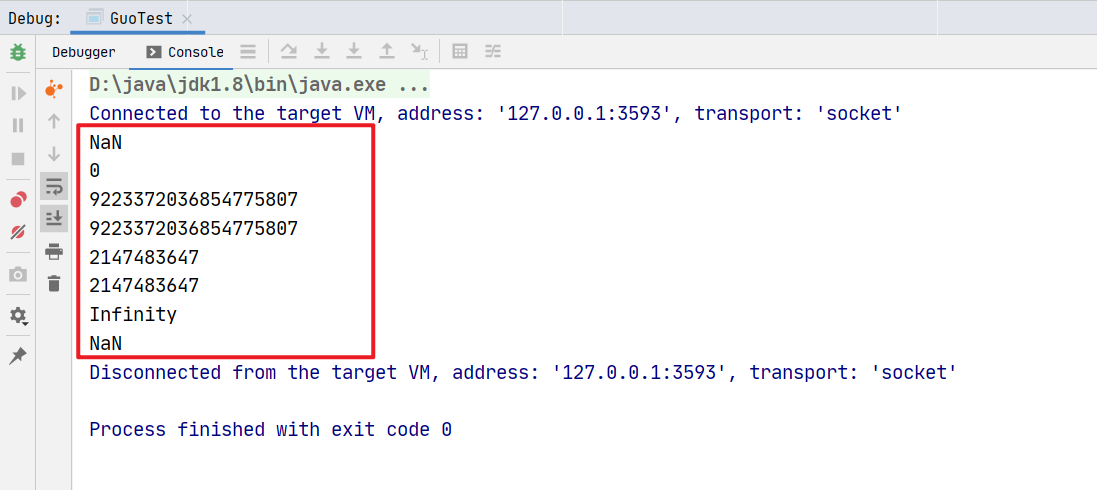 Debug: GuoTest
Debugger Console
D:\java\jdk1.8\bin\java.exe ...
Connected to the target VM, address: '127.0.0.1:3593', transport: 'socket'
NaN
0
9223372036854775807
9223372036854775807
2147483647
2147483647
Infinity
NaN
Disconnected from the target VM, address: '127.0.0.1:3593', transport: 'socket'
Process finished with exit code 0